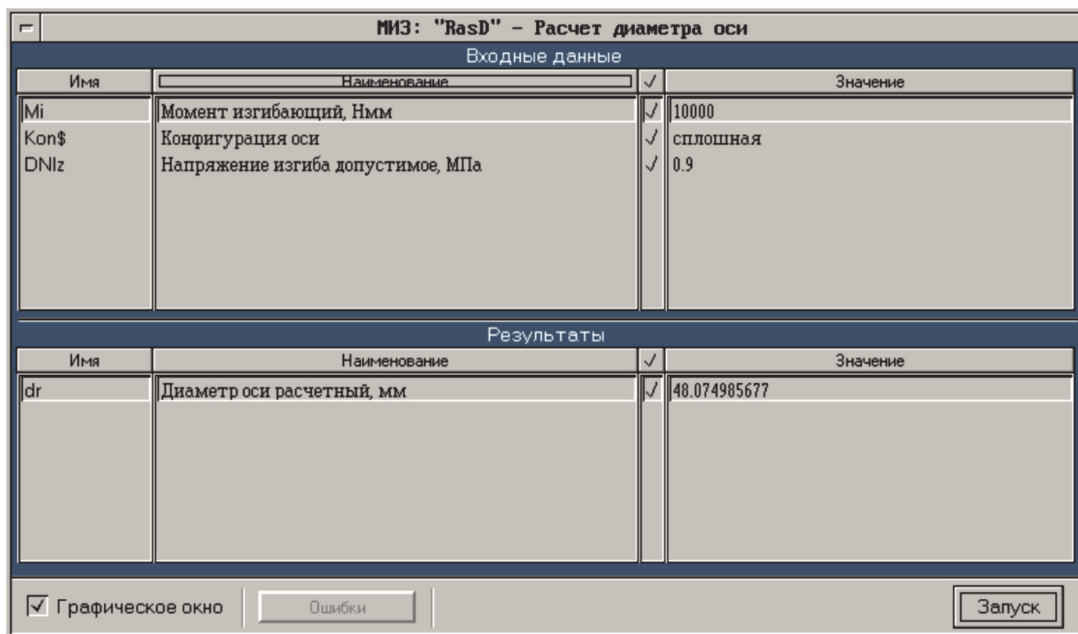 МИЗ: "RasD" - Расчет диаметра оси
Входные данные
Имя Наименование ✓ Значение
Mi Момент изгибающий, Нмм ✓ 10000
Kon$ Конфигурация оси ✓ сплошная
DNIz Напряжение изгиба допустимое, МПа ✓ 0.9
Результаты
Имя Наименование ✓ Значение
dr Диаметр оси расчетный, мм ✓ 48.074985677
✓ Графическое окно Ошибки Запуск